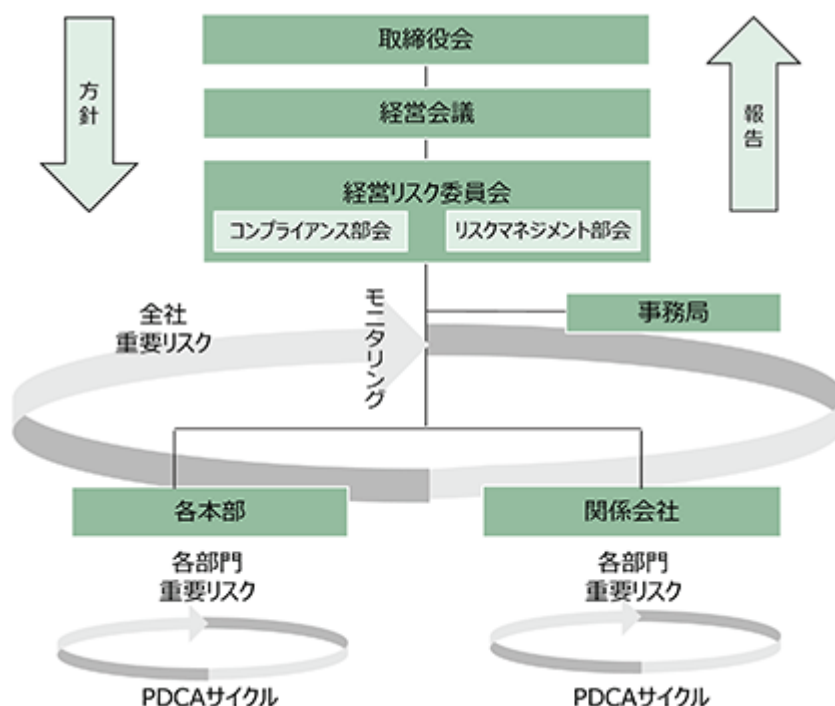 取締役会
方針
経営会議
報告
経営リスク委員会
コンプライアンス部会
リスクマネジメント部会
全社
重要リスク
モニタリング
事務局
各本部
関係会社
各部門
重要リスク
各部門
重要リスク
PDCAサイクル
PDCAサイクル